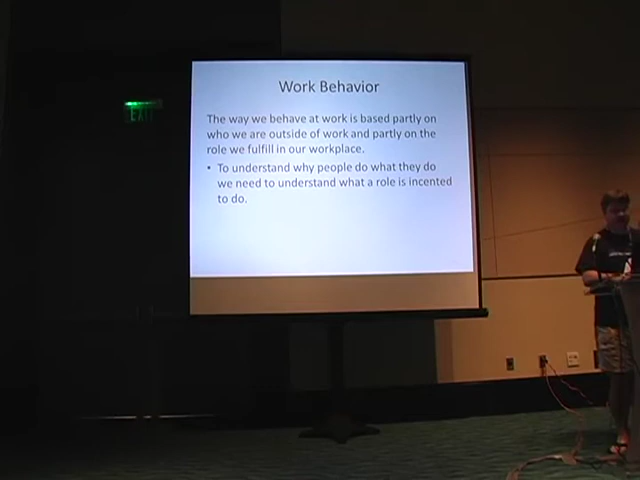 Work Behavior
The way we behave at work is based partly on
who we are outside of work and partly on the
role we fulfill in our workplace.
• To understand why people do what they do
we need to understand what a role is incented
to do.
EXIT